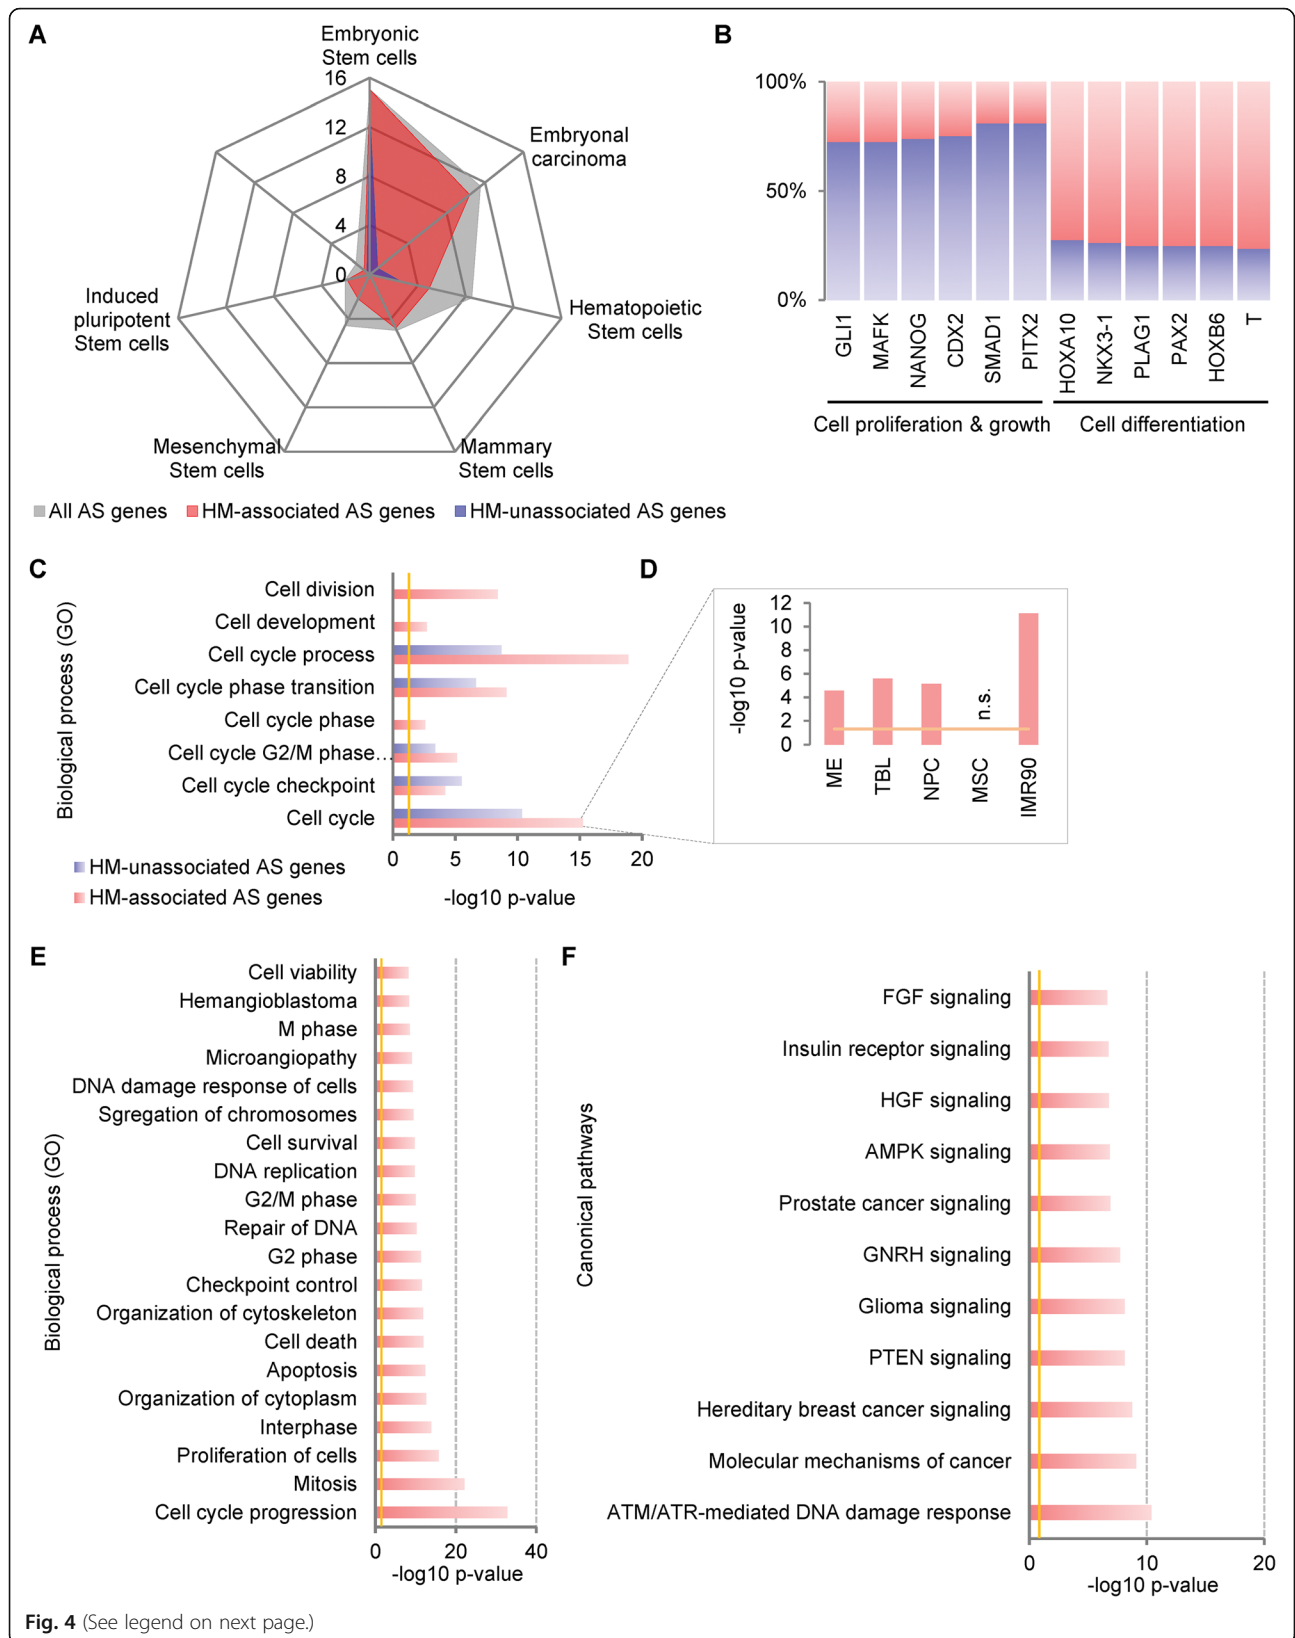 A
Embryonic
Stem cells
16
12
8
4
0
Embryonal
carcinoma
Hematopoietic
Stem cells
Mammary
Stem cells
Mesenchymal
Stem cells
Induced
pluripotent
Stem cells
All AS genes
HM-associated AS genes
HM-unassociated AS genes
B
100%
50%
0%
GLI1
MAFK
NANOG
CDX2
SMAD1
PITX2
HOXA10
NKX3-1
PLAG1
PAX2
HOXB6
T
Cell proliferation & growth
Cell differentiation
C
Biological process (GO)
Cell division
Cell development
Cell cycle process
Cell cycle phase transition
Cell cycle phase
Cell cycle G2/M phase…
Cell cycle checkpoint
Cell cycle
0 5 10 15 20
-log10 p-value
HM-unassociated AS genes
HM-associated AS genes
D
-log10 p-value
12
10
8
6
4
2
0
n.s.
ME
TBL
NPC
MSC
IMR90
E
Biological process (GO)
Cell viability
Hemangioblastoma
M phase
Microangiopathy
DNA damage response of cells
Sgregation of chromosomes
Cell survival
DNA replication
G2/M phase
Repair of DNA
G2 phase
Checkpoint control
Organization of cytoskeleton
Cell death
Apoptosis
Organization of cytoplasm
Interphase
Proliferation of cells
Mitosis
Cell cycle progression
0 20 40
-log10 p-value
F
Canonical pathways
FGF signaling
Insulin receptor signaling
HGF signaling
AMPK signaling
Prostate cancer signaling
GNRH signaling
Glioma signaling
PTEN signaling
Hereditary breast cancer signaling
Molecular mechanisms of cancer
ATM/ATR-mediated DNA damage response
0 10 20
-log10 p-value
Fig. 4 (See legend on next page.)